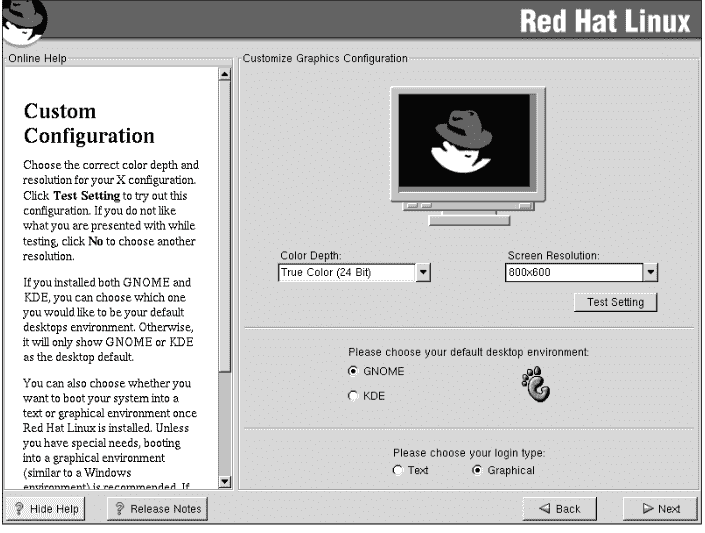 Red Hat Linux
Online Help
Custom
Configuration
Choose the correct color depth and
resolution for your X configuration.
Click Test Setting to try out this
configuration. If you do not like
what you are presented with while
testing, click No to choose another
resolution.
If you installed both GNOME and
KDE, you can choose which one
you would like to be your default
desktops environment. Otherwise,
it will only show GNOME or KDE
as the desktop default.
You can also choose whether you
want to boot your system into a
text or graphical environment once
Red Hat Linux is installed. Unless
you have special needs, booting
into a graphical environment
(similar to a Windows
environment) is recommended. If
Customize Graphics Configuration
Color Depth:
True Color (24 Bit)
Screen Resolution:
800x600
Test Setting
Please choose your default desktop environment:
GNOME
KDE
Please choose your login type:
Text
Graphical
Hide Help
Release Notes
Back
Next